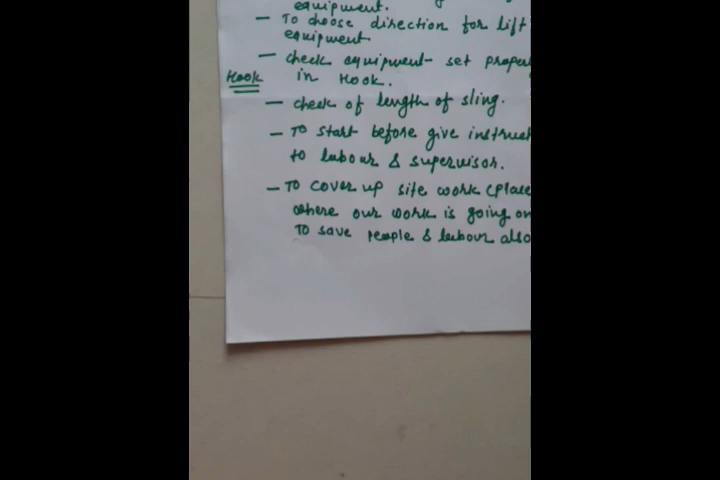 equipment.
– To choose direction for lift
equipment
– check equipment set proper
Hook in Hook.
– check of length of sling.
– To start before give instruct
to labour & supervisor.
– To cover up site work (place
where our work is going on
To save people & labour also